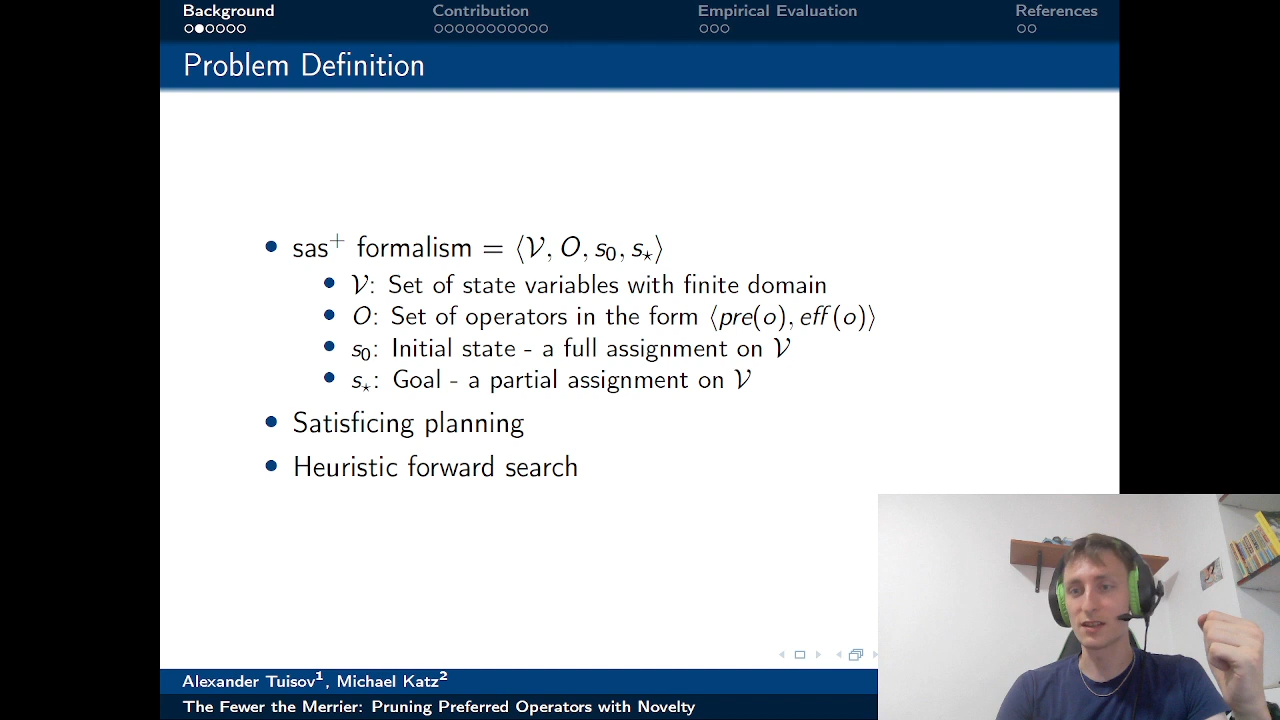 Background Contribution Empirical Evaluation References
Problem Definition
• sas⁺ formalism = ⟨𝒱, O, s₀, s⋆⟩
• 𝒱: Set of state variables with finite domain
• O: Set of operators in the form ⟨pre(o), eff(o)⟩
• s₀: Initial state - a full assignment on 𝒱
• s⋆: Goal - a partial assignment on 𝒱
• Satisficing planning
• Heuristic forward search
Alexander Tuisov¹, Michael Katz²
The Fewer the Merrier: Pruning Preferred Operators with Novelty